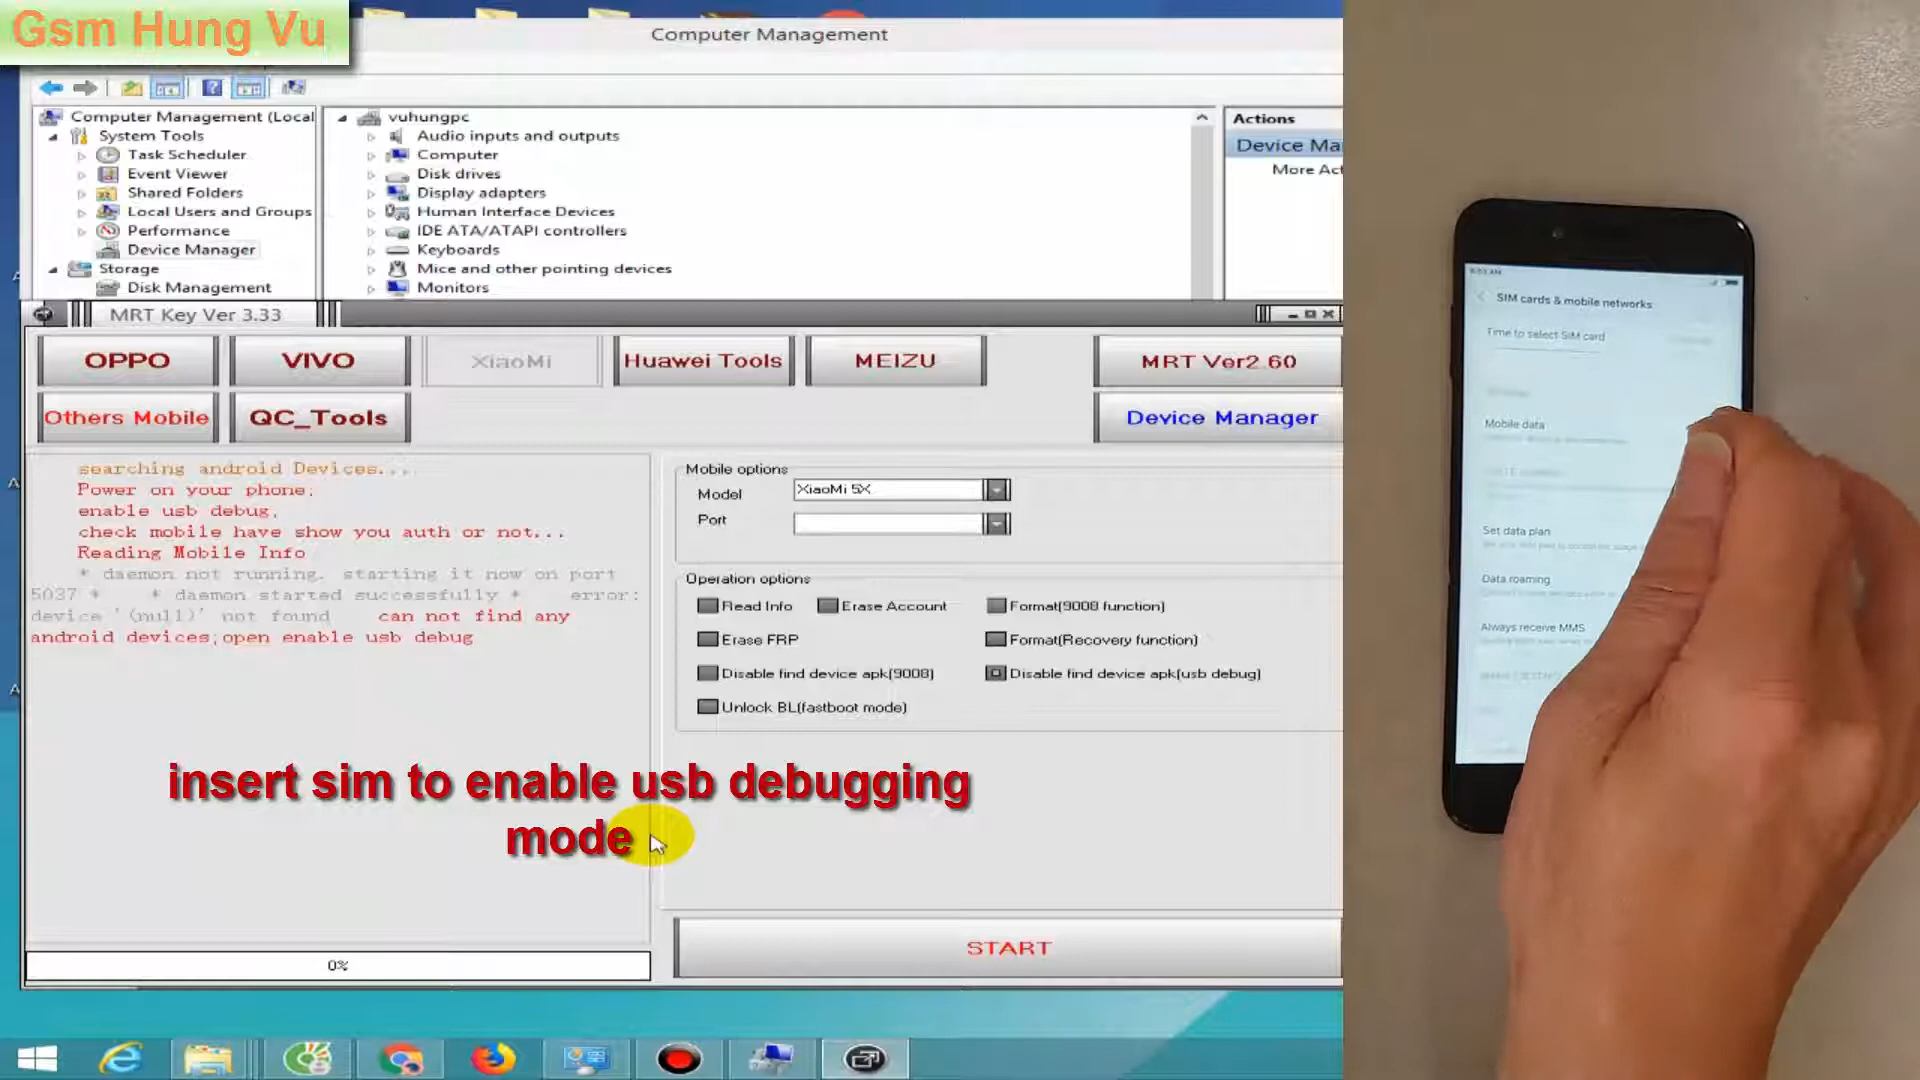 Gsm Hung Vu
Computer Management
Computer Management (Local
System Tools
Task Scheduler
Event Viewer
Shared Folders
Local Users and Groups
Performance
Device Manager
Storage
Disk Management
vuhungpc
Audio inputs and outputs
Computer
Disk drives
Display adapters
Human Interface Devices
IDE ATA/ATAPI controllers
Keyboards
Mice and other pointing devices
Monitors
Actions
Device Ma
More Act
MRT Key Ver 3.33
OPPO VIVO XiaoMi Huawei Tools MEIZU MRT Ver2.60
Others Mobile QC_Tools Device Manager
searching android Devices...
Power on your phone;
enable usb debug,
check mobile have show you auth or not...
Reading Mobile Info
* daemon not running. starting it now on port
5037 * * daemon started successfully * error:
device '(null)' not found can not find any
android devices;open enable usb debug
Mobile options
Model XiaoMi 5X
Port
Operation options
Read Info Erase Account Format(9008 function)
Erase FRP Format(Recovery function)
Disable find device apk(9008) Disable find device apk(usb debug)
Unlock BL(fastboot mode)
insert sim to enable usb debugging
mode
START
0%
SIM cards & mobile networks
Time to select SIM card
Mobile data
Set data plan
Data roaming
Always receive MMS